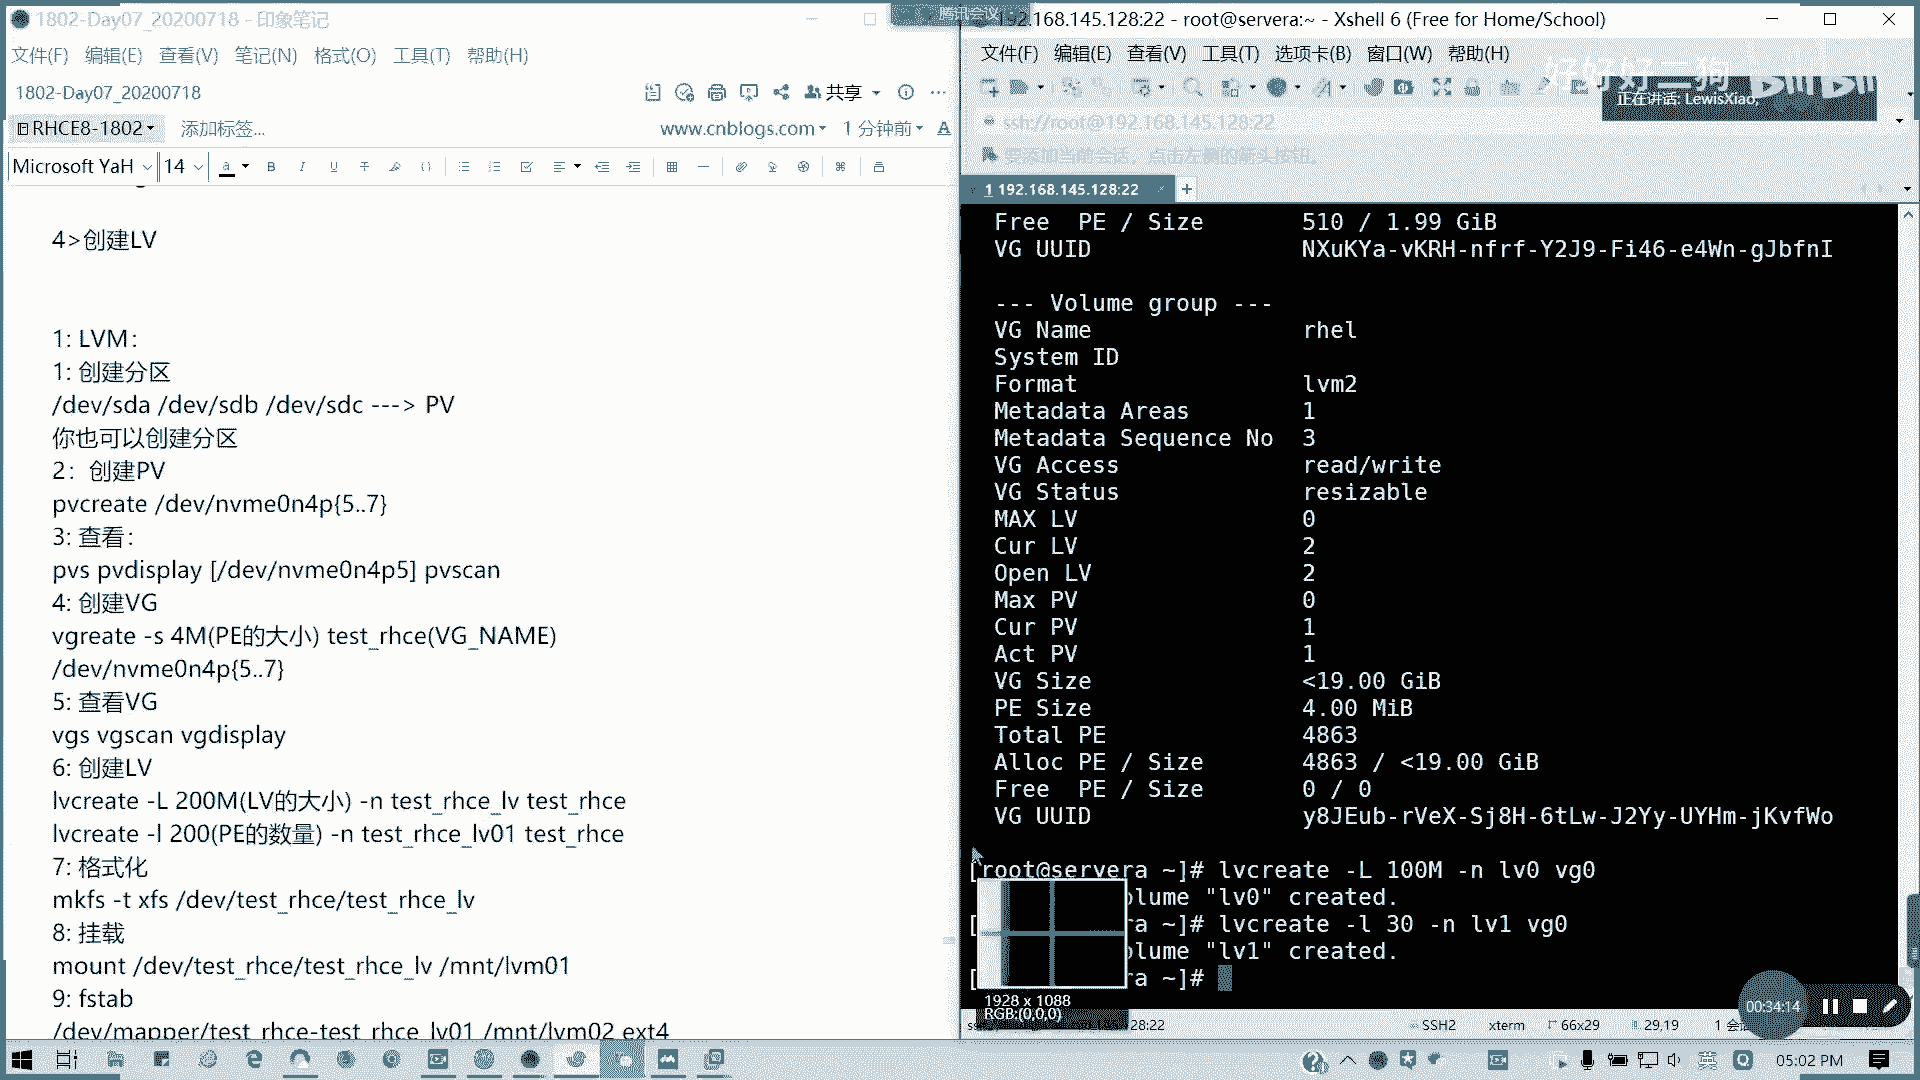 1802-Day07_20200718 - 印象笔记
文件(F) 编辑(E) 查看(V) 笔记(N) 格式(O) 工具(T) 帮助(H)
1802-Day07_20200718
共享
RHCE8-1802 添加标签...
www.cnblogs.com 1 分钟前
Microsoft YaH 14
4>创建LV
1: LVM:
1: 创建分区
/dev/sda /dev/sdb /dev/sdc ---> PV
你也可以创建分区
2: 创建PV
pvcreate /dev/nvme0n4p{5..7}
3: 查看:
pvs pvdisplay [/dev/nvme0n4p5] pvscan
4: 创建VG
vgreate -s 4M(PE的大小) test_rhce(VG_NAME)
/dev/nvme0n4p{5..7}
5: 查看VG
vgs vgscan vgdisplay
6: 创建LV
lvcreate -L 200M(LV的大小) -n test_rhce_lv test_rhce
lvcreate -l 200(PE的数量) -n test_rhce_lv01 test_rhce
7: 格式化
mkfs -t xfs /dev/test_rhce/test_rhce_lv
8: 挂载
mount /dev/test_rhce/test_rhce_lv /mnt/lvm01
9: fstab
/dev/mapper/test_rhce-test_rhce_lv01 /mnt/lvm02 ext4
腾讯会议
192.168.145.128:22 - root@servera:~ - Xshell 6 (Free for Home/School)
文件(F) 编辑(E) 查看(V) 工具(T) 选项卡(B) 窗口(W) 帮助(H)
好好好二狗 bilibili
正在讲话: LewisXiao,
ssh://root@192.168.145.128:22
要添加当前会话，点击左侧的箭头按钮。
1 192.168.145.128:22
Free PE / Size 510 / 1.99 GiB
VG UUID NXuKYa-vKRH-nfrf-Y2J9-Fi46-e4Wn-gJbfnI
--- Volume group ---
VG Name rhel
System ID
Format lvm2
Metadata Areas 1
Metadata Sequence No 3
VG Access read/write
VG Status resizable
MAX LV 0
Cur LV 2
Open LV 2
Max PV 0
Cur PV 1
Act PV 1
VG Size <19.00 GiB
PE Size 4.00 MiB
Total PE 4863
Alloc PE / Size 4863 / <19.00 GiB
Free PE / Size 0 / 0
VG UUID y8JEub-rVeX-Sj8H-6tLw-J2Yy-UYHm-jKvfWo
[root@servera ~]# lvcreate -L 100M -n lv0 vg0
olume "lv0" created.
[ ra ~]# lvcreate -l 30 -n lv1 vg0
olume "lv1" created.
[ ra ~]#
1928 x 1088
RGB:(0,0,0)
28:22 SSH2 xterm 66x29 29,19 1 会
00:34:14
英 05:02 PM